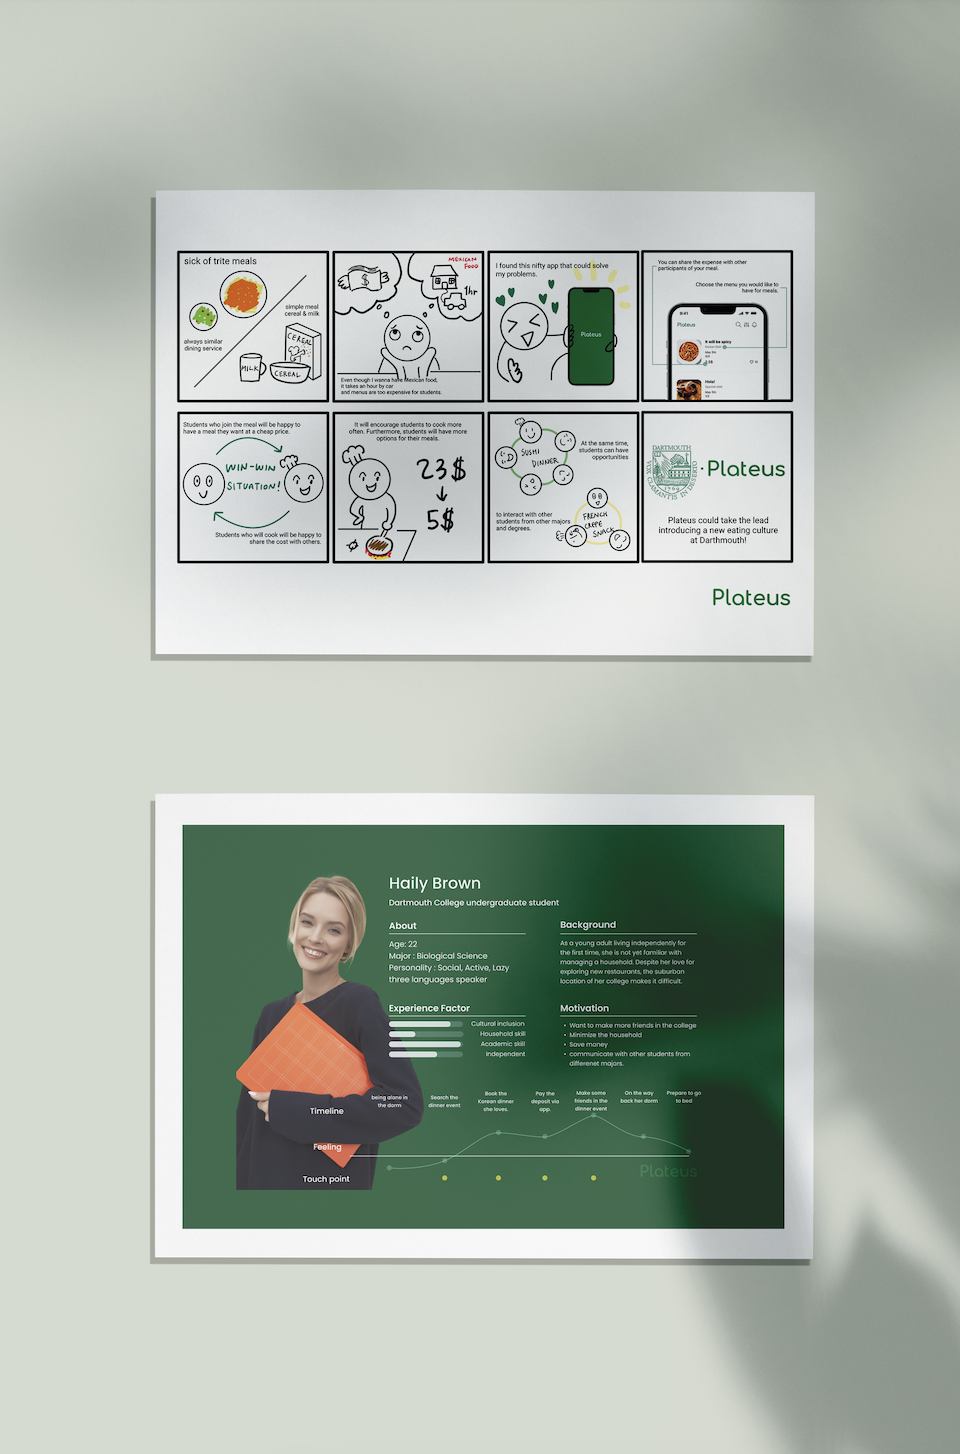 sick of trite meals
simple meal
cereal & milk
always similar
dining service
CEREAL
MILK
CEREAL
$
MEXICAN
FOOD
1hr
Even though I wanna have Mexican food,
it takes an hour by car
and menus are too expensive for students.
I found this nifty app that could solve
my problems.
Plateus
You can share the expense with other
participants of your meal.
Choose the menu you would like to
have for meals.
9:41
Plateus
It will be spicy
May 5th
Hola!
May 5th
Students who join the meal will be happy to
have a meal they want at a cheap price.
WIN-WIN
SITUATION!
Students who will cook will be happy to
share the cost with others.
It will encourage students to cook more
often. Furthermore, students will have more
options for their meals.
23$
5$
SUSHI
DINNER
At the same time,
students can have
opportunities
to interact with other
students from other majors
and degrees.
FRENCH
CREPE
SNACK
DARTMOUTH
VOX CLAMANTIS IN DESERTO
1769
·Plateus
Plateus could take the lead
introducing a new eating culture
at Darthmouth!
Plateus
Haily Brown
Dartmouth College undergraduate student
About
Age: 22
Major : Biological Science
Personality : Social, Active, Lazy
three languages speaker
Background
As a young adult living independently for
the first time, she is not yet familiar with
managing a household. Despite her love for
exploring new restaurants, the suburban
location of her college makes it difficult.
Experience Factor
Cultural inclusion
Household skill
Academic skill
Independent
Motivation
• Want to make more friends in the college
• Minimize the household
• Save money
• communicate with other students from
differenet majors.
Timeline
being alone in
the dorm
Search the
dinner event
Book the
Korean dinner
she loves.
Pay the
deposit via
app.
Make some
friends in the
dinner event
On the way
back her dorm
Prepare to go
to bed
Feeling
Touch point
Plateus